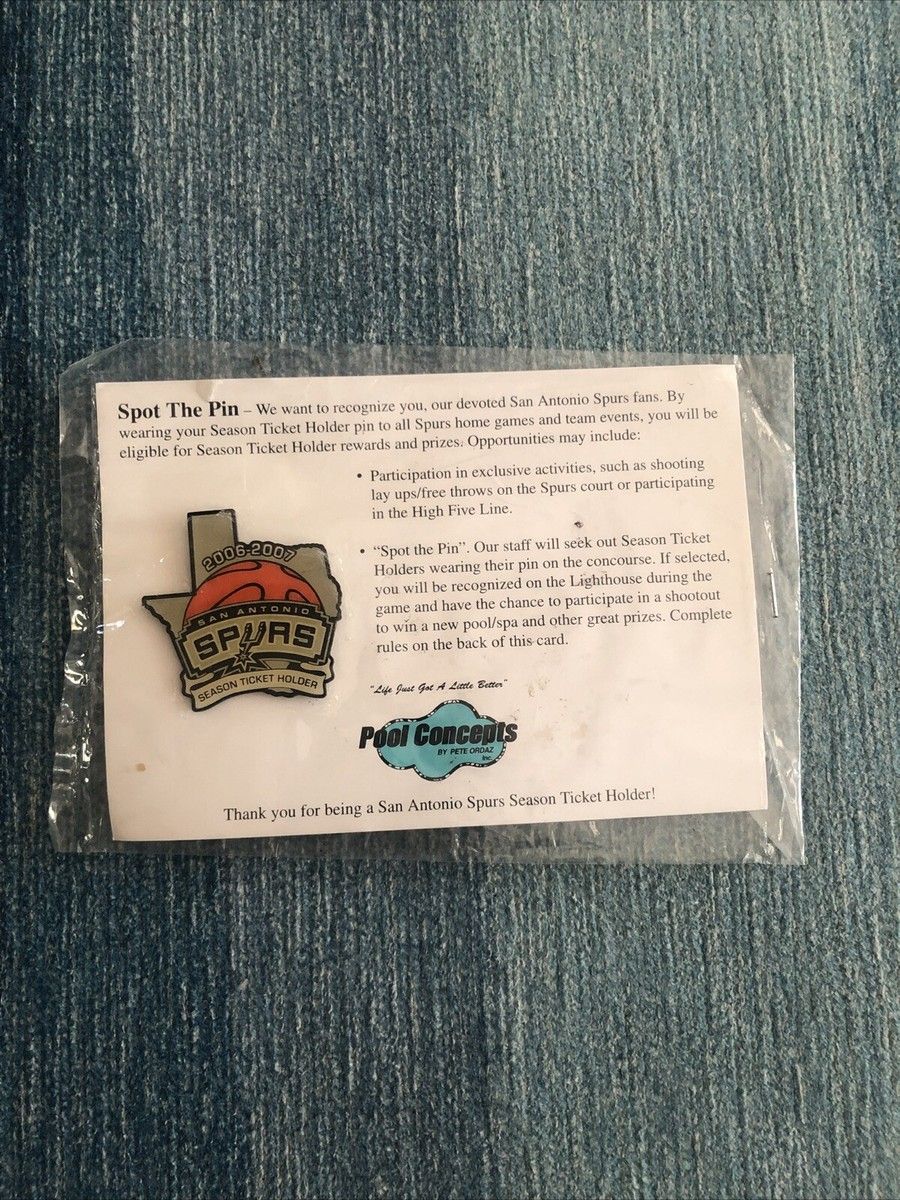 Spot The Pin – We want to recognize you, our devoted San Antonio Spurs fans. By
wearing your Season Ticket Holder pin to all Spurs home games and team events, you will be
eligible for Season Ticket Holder rewards and prizes. Opportunities may include:
• Participation in exclusive activities, such as shooting
lay ups/free throws on the Spurs court or participating
in the High Five Line.
• “Spot the Pin”. Our staff will seek out Season Ticket
Holders wearing their pin on the concourse. If selected,
you will be recognized on the Lighthouse during the
game and have the chance to participate in a shootout
to win a new pool/spa and other great prizes. Complete
rules on the back of this card.
2006-2007
SAN ANTONIO
SPURS
SEASON TICKET HOLDER
"Life Just Got A Little Better"
Pool Concepts
BY PETE ORDAZ
Inc.
Thank you for being a San Antonio Spurs Season Ticket Holder!